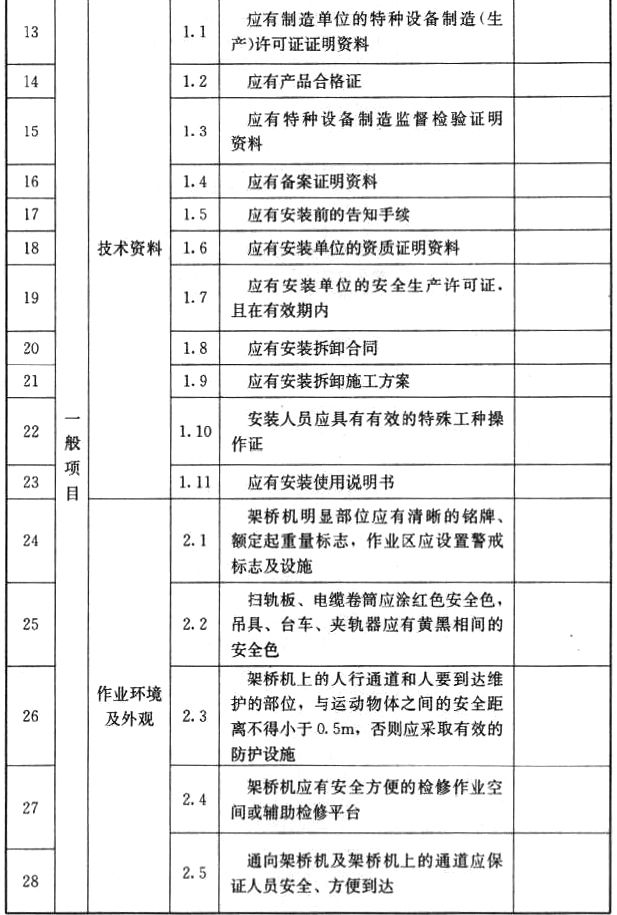 13
1.1
应有制造单位的特种设备制造(生
产)许可证证明资料
14
1.2
应有产品合格证
15
1.3
应有特种设备制造监督检验证明
资料
16
1.4
应有备案证明资料
17
1.5
应有安装前的告知手续
18
技术资料
1.6
应有安装单位的资质证明资料
19
1.7
应有安装单位的安全生产许可证,
且在有效期内
20
1.8
应有安装拆卸合同
21
1.9
应有安装拆卸施工方案
一般项目
22
1.10
安装人员应具有有效的特殊工种操
作证
23
1.11
应有安装使用说明书
24
2.1
架桥机明显部位应有清晰的铭牌、
额定起重量标志，作业区应设置警戒
标志及设施
25
2.2
扫轨板、电缆卷筒应涂红色安全色，
吊具、台车、夹轨器应有黄黑相间的
安全色
作业环境
及外观
26
2.3
架桥机上的人行通道和人要到达维
护的部位，与运动物体之间的安全距
离不得小于0.5m，否则应采取有效的
防护设施
27
2.4
架桥机应有安全方便的检修作业空
间或辅助检修平台
28
2.5
通向架桥机及架桥机上的通道应保
证人员安全、方便到达